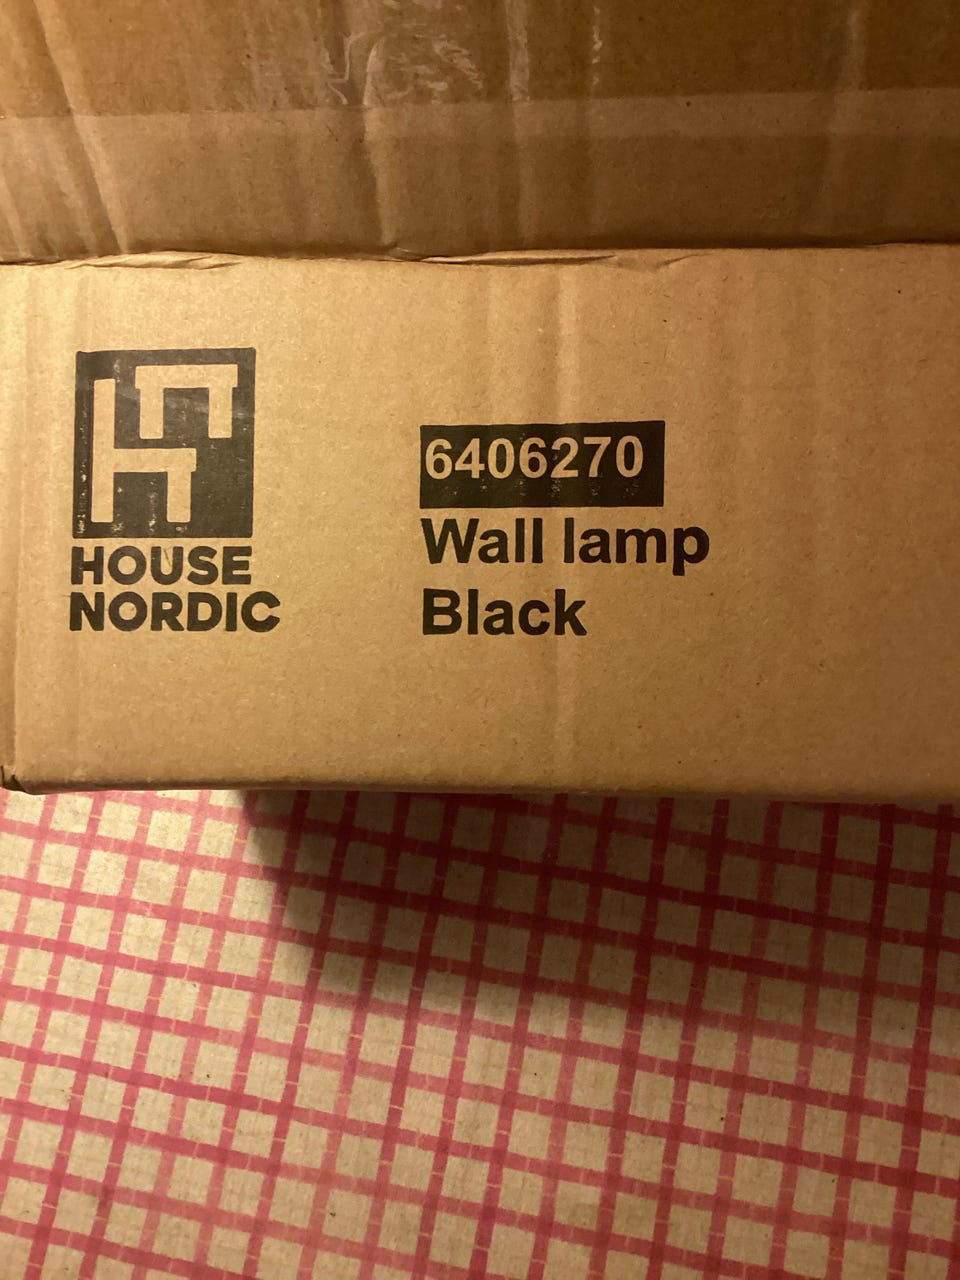 HOUSE
NORDIC
6406270
Wall lamp
Black